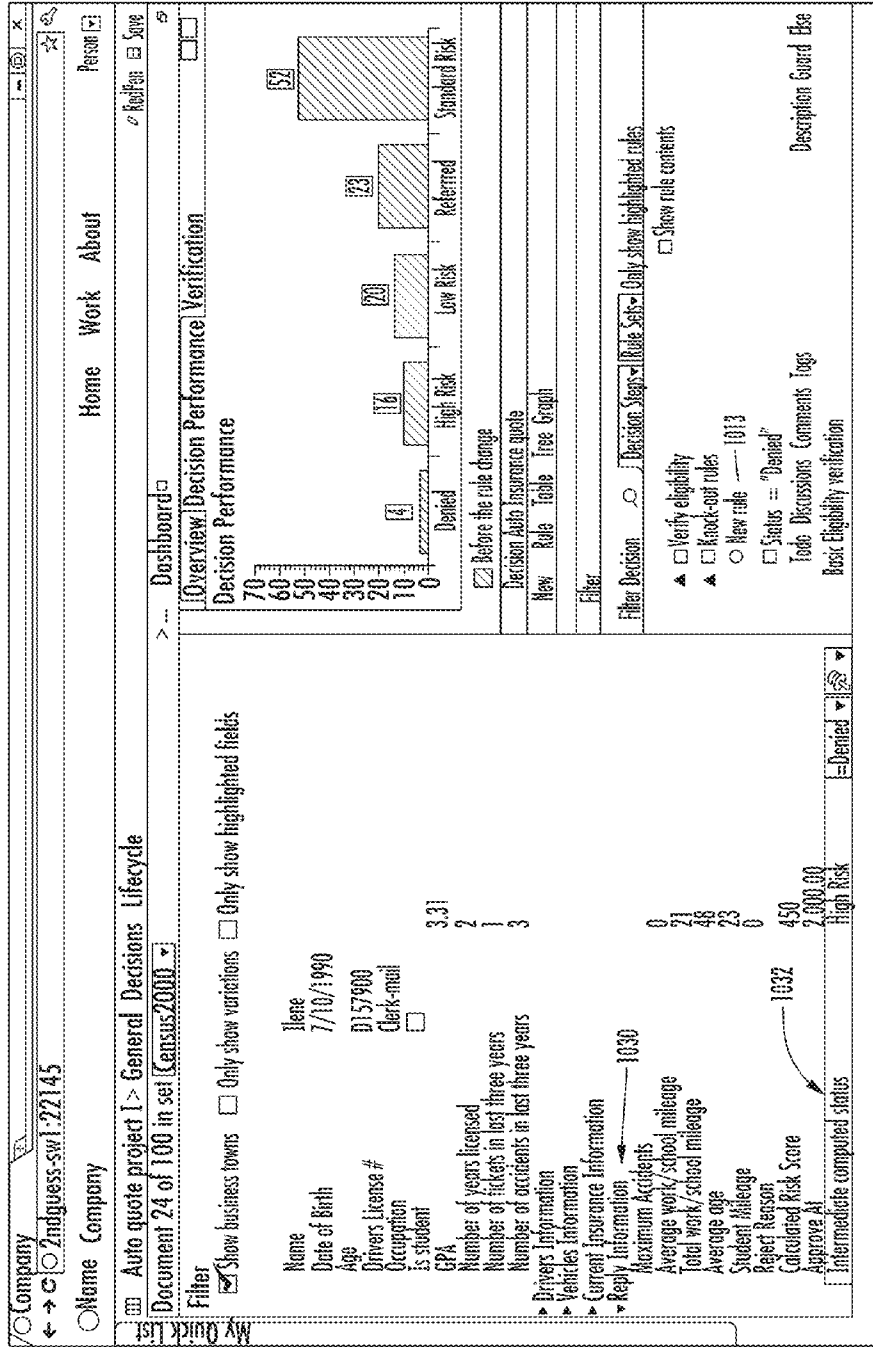 Company
2ndguess-sw1:22145
Name Company
Home Work About
Person
Auto quote project 1> General Decisions Lifecycle
RedPen Save
Document 24 of 100 in set Census2000
> ... Dashboard
My Quick List
Filter
Show business towns Only show variations Only show highlighted fields
Name Ilene
Date of Birth 7/10/1990
Age
Drivers License # D157900
Occupation Clerk-mail
is student
GPA 3.31
Number of years licensed 2
Number of tickets in last three years 1
Number of accidents in last three years 3
Drivers Information
Vehicles Information
Current Insurance Information
Reply Information 1030
Maximum Accidents 0
Average work/school mileage 21
Total work/school mileage 48
Average age 23
Student Mileage 0
Reject Reason
Calculated Risk Score 450
Approve At 2,000.00
1032
Intermediate computed status High Risk =Denied
Overview Decision Performance Verification
Decision Performance
70
60
50
40
30
20
10
0
4
16
20
23
52
Denied High Risk Low Risk Referred Standard Risk
Before the rule change
Decision Auto Insurance quote
New Rule Table Tree Graph
Filter
Filter Decision Decision Steps Rule Sets Only show highlighted rules
Show rule contents
Verify eligibility
Knock-out rules
New rule 1013
Status = "Denied"
Todo Discussions Comments Tags Description Guard Else
Basic Eligibility verification